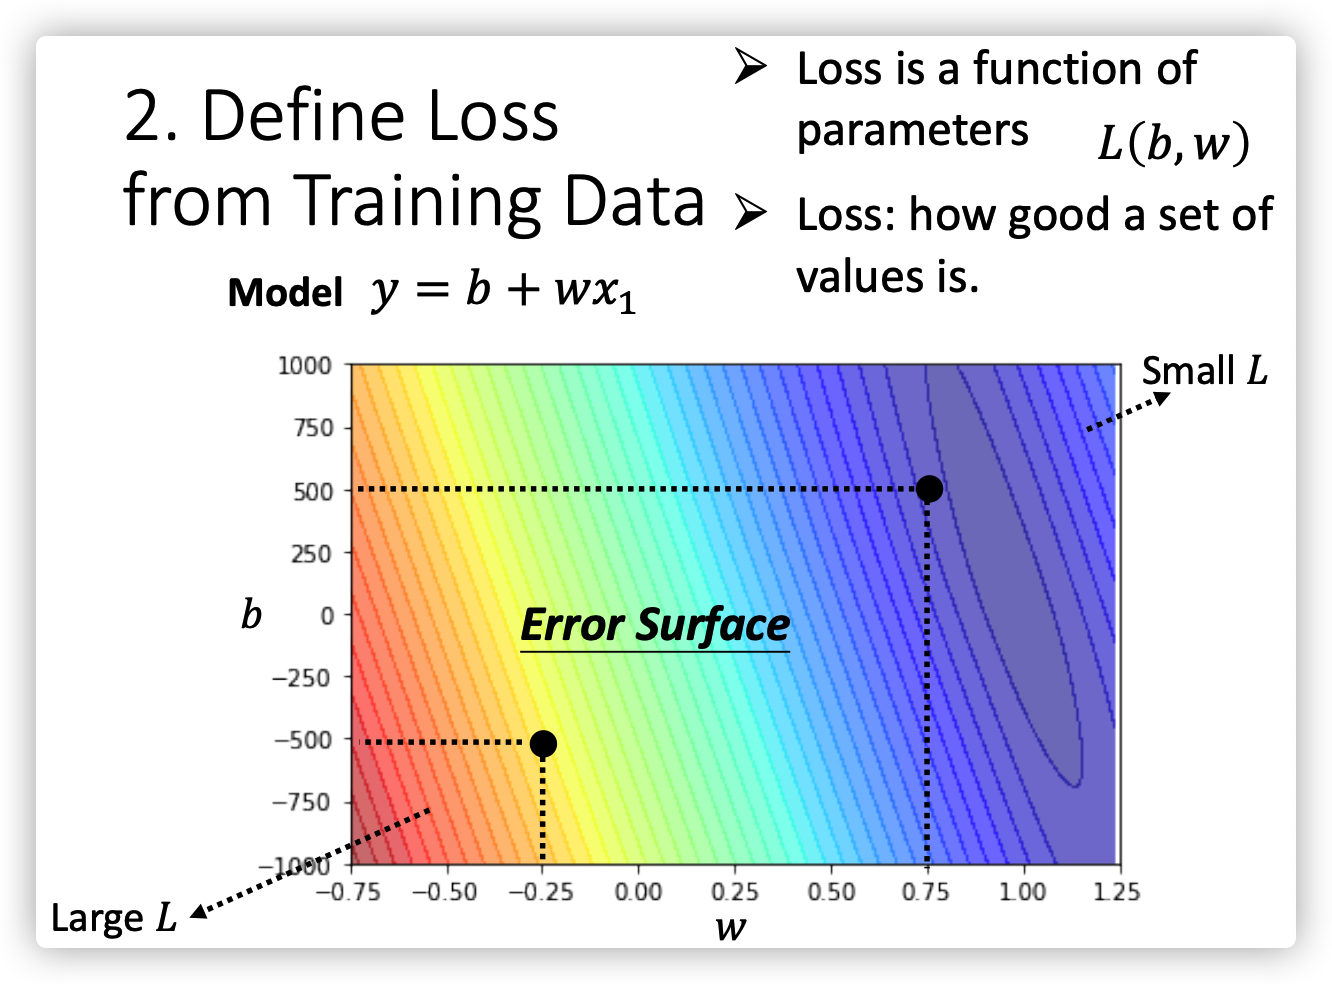 2. Define Loss
from Training Data
➢ Loss is a function of
parameters L(b, w)
➢ Loss: how good a set of
values is.
Model y = b + wx₁
1000
750
500
250
0
−250
−500
−750
−1000
b
Error Surface
Small L
Large L
−0.75 −0.50 −0.25 0.00 0.25 0.50 0.75 1.00 1.25
w